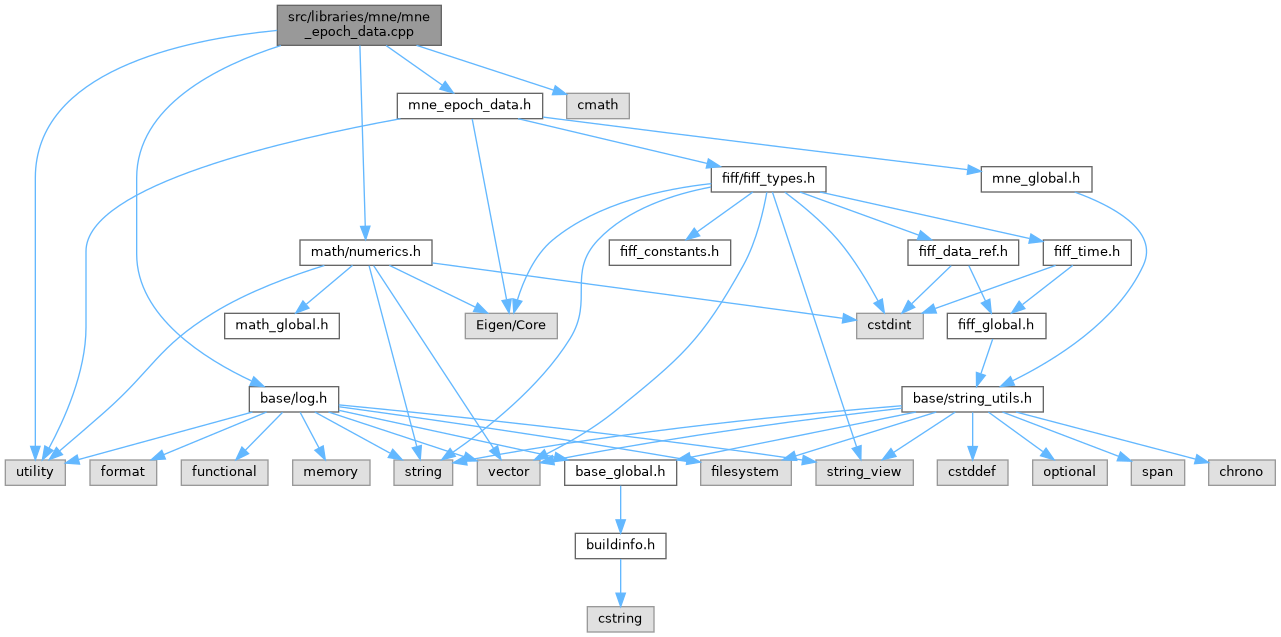 src/libraries/mne/mne
_epoch_data.cpp
mne_epoch_data.h
cmath
fiff/fiff_types.h
mne_global.h
math/numerics.h
fiff_constants.h
fiff_data_ref.h
fiff_time.h
math_global.h
Eigen/Core
cstdint
fiff_global.h
base/log.h
base/string_utils.h
utility
format
functional
memory
string
vector
base_global.h
filesystem
string_view
cstddef
optional
span
chrono
buildinfo.h
cstring